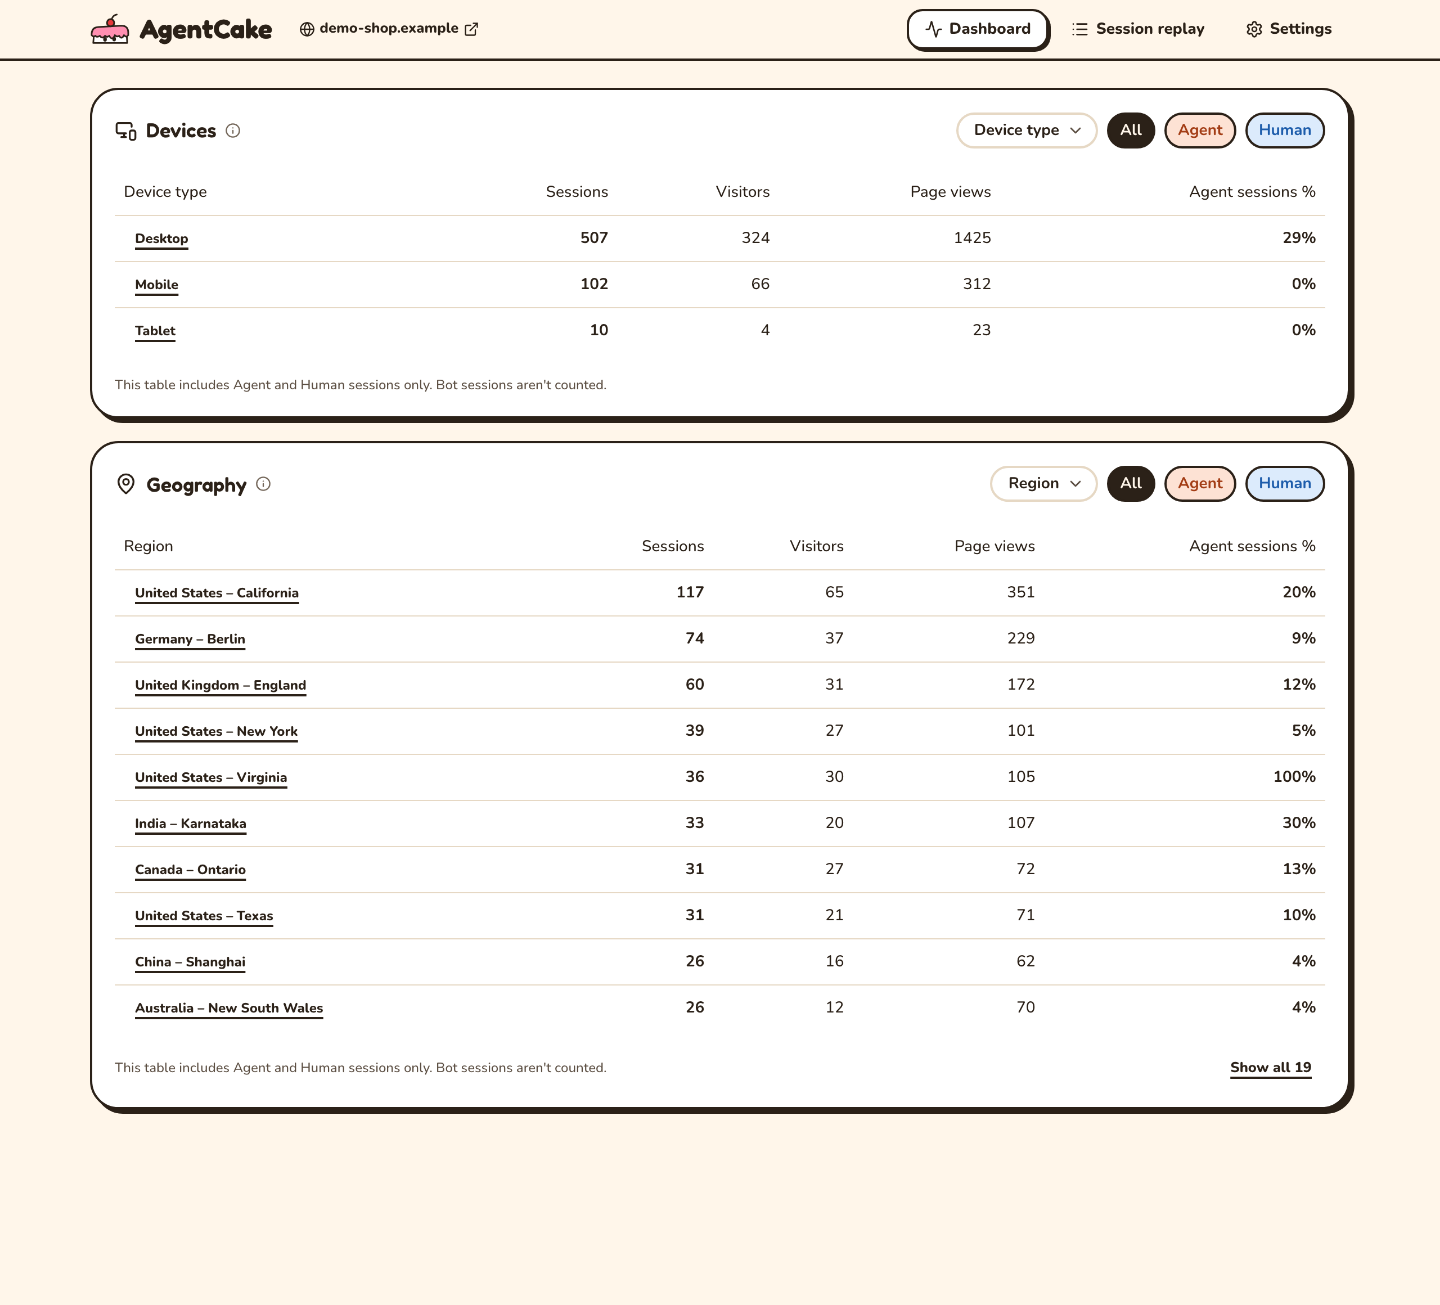 AgentCake demo-shop.example Dashboard Session replay Settings
Devices Device type All Agent Human
Device type Sessions Visitors Page views Agent sessions %
Desktop 507 324 1425 29%
Mobile 102 66 312 0%
Tablet 10 4 23 0%
This table includes Agent and Human sessions only. Bot sessions aren't counted.
Geography Region All Agent Human
Region Sessions Visitors Page views Agent sessions %
United States – California 117 65 351 20%
Germany – Berlin 74 37 229 9%
United Kingdom – England 60 31 172 12%
United States – New York 39 27 101 5%
United States – Virginia 36 30 105 100%
India – Karnataka 33 20 107 30%
Canada – Ontario 31 27 72 13%
United States – Texas 31 21 71 10%
China – Shanghai 26 16 62 4%
Australia – New South Wales 26 12 70 4%
This table includes Agent and Human sessions only. Bot sessions aren't counted. Show all 19